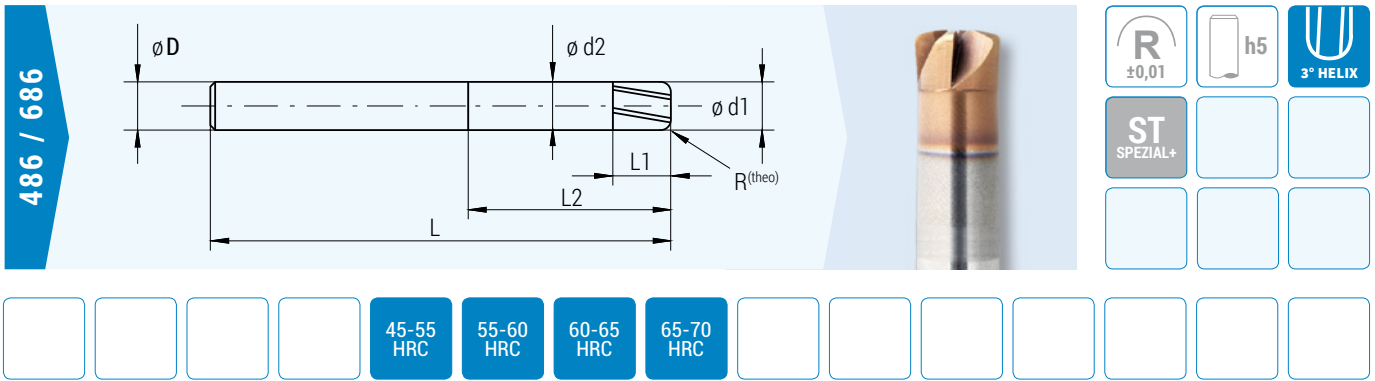 486 / 686
ø D
ø d2
ø d1
L1
R(theo)
L2
L
R
±0,01
h5
3° HELIX
ST
SPEZIAL+
45-55
HRC
55-60
HRC
60-65
HRC
65-70
HRC